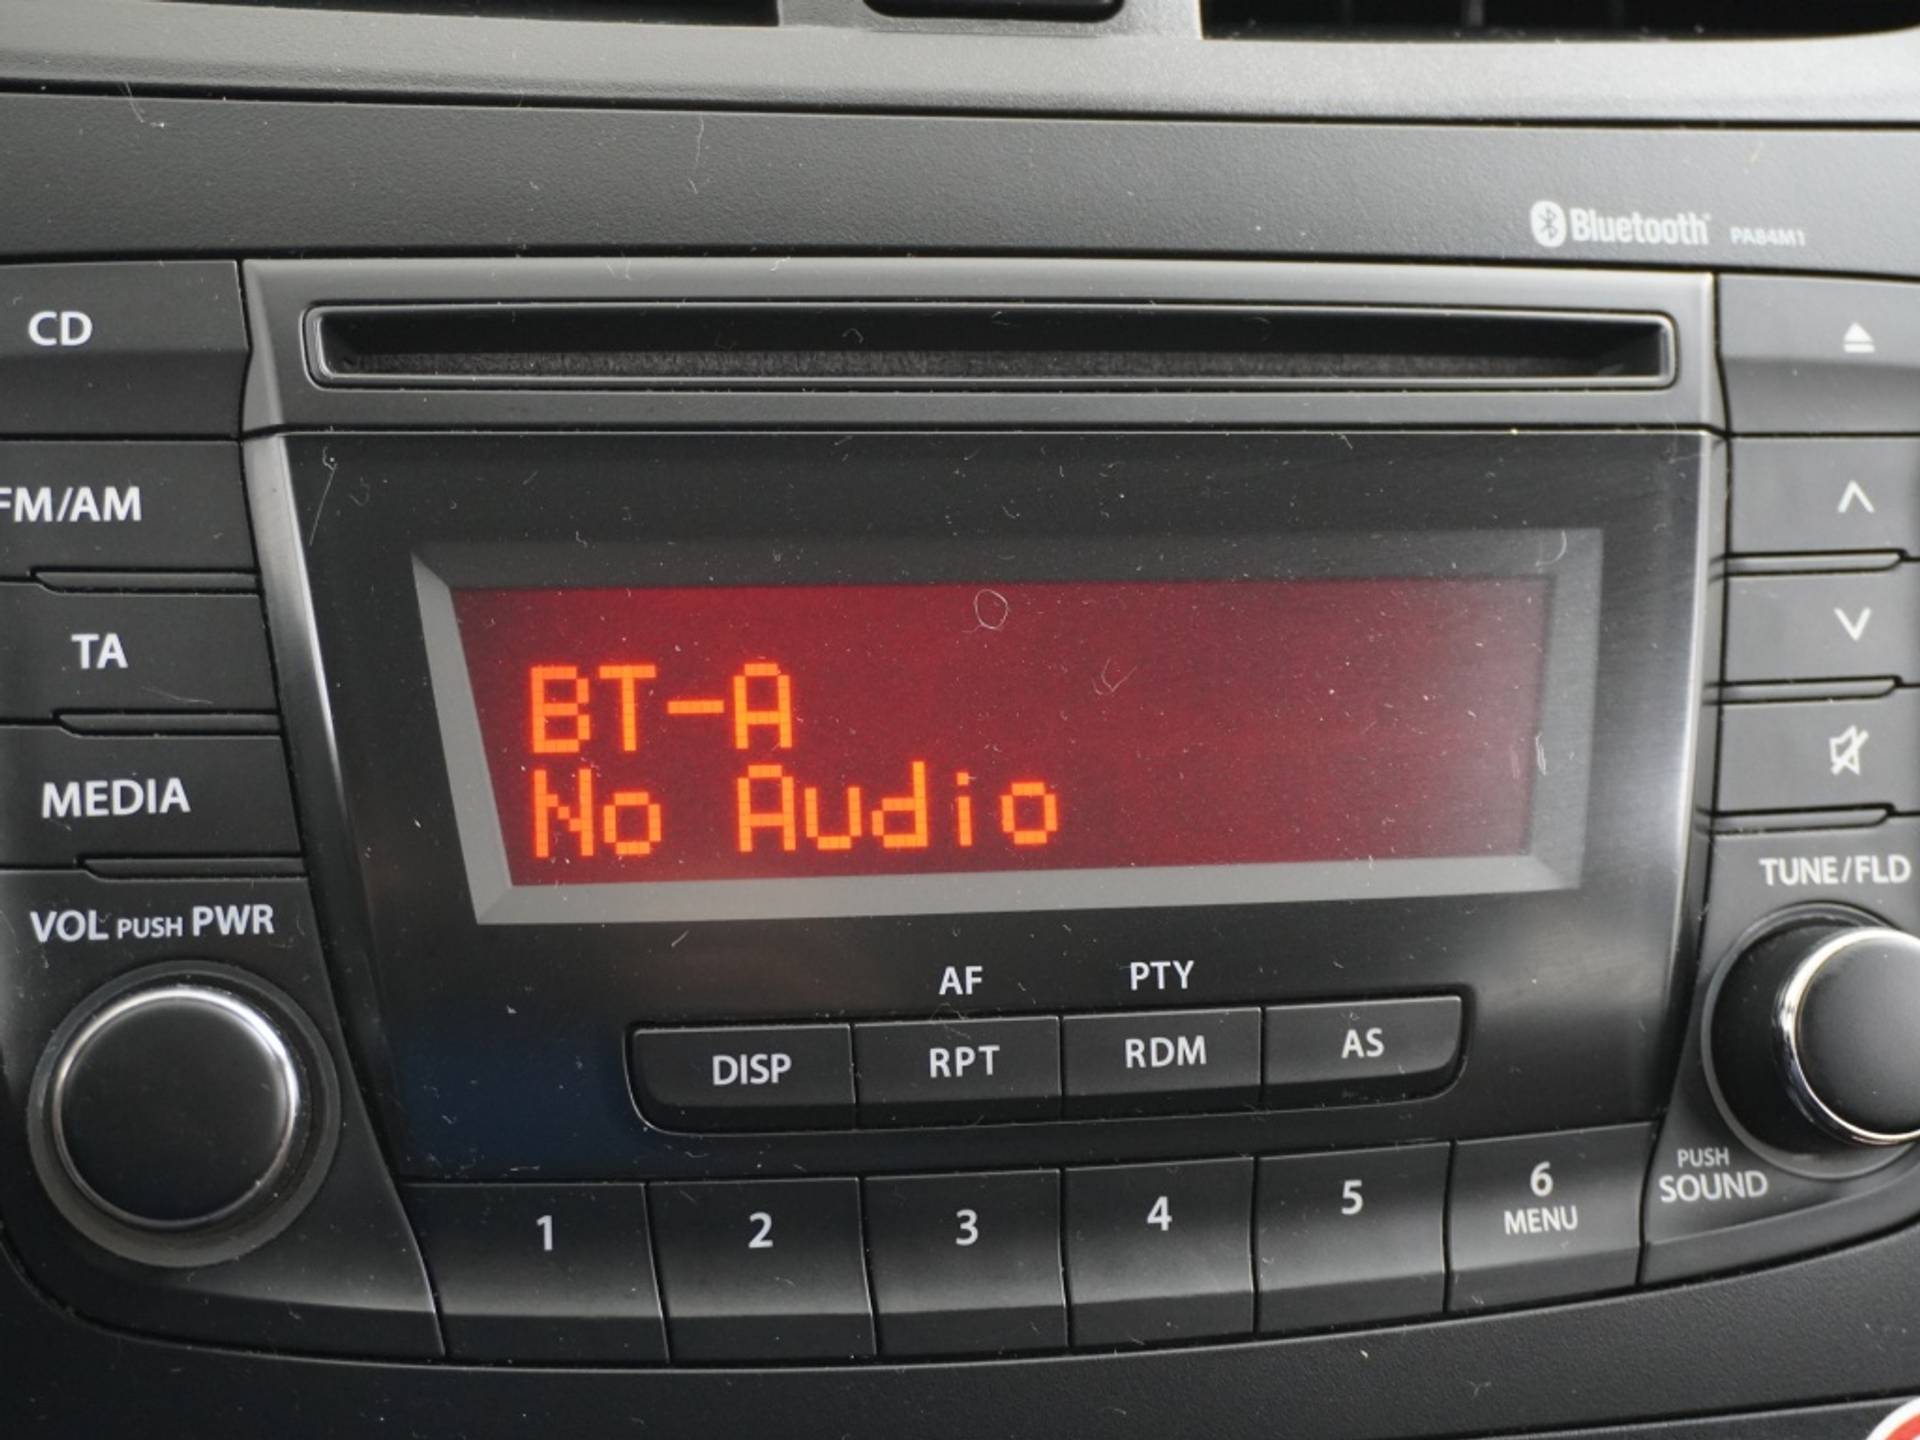 Bluetooth PA84M1
CD
FM/AM
TA
MEDIA
VOL PUSH PWR
BT-A
No Audio
TUNE/FLD
AF PTY
DISP RPT RDM AS
PUSH
SOUND
1 2 3 4 5 6
MENU